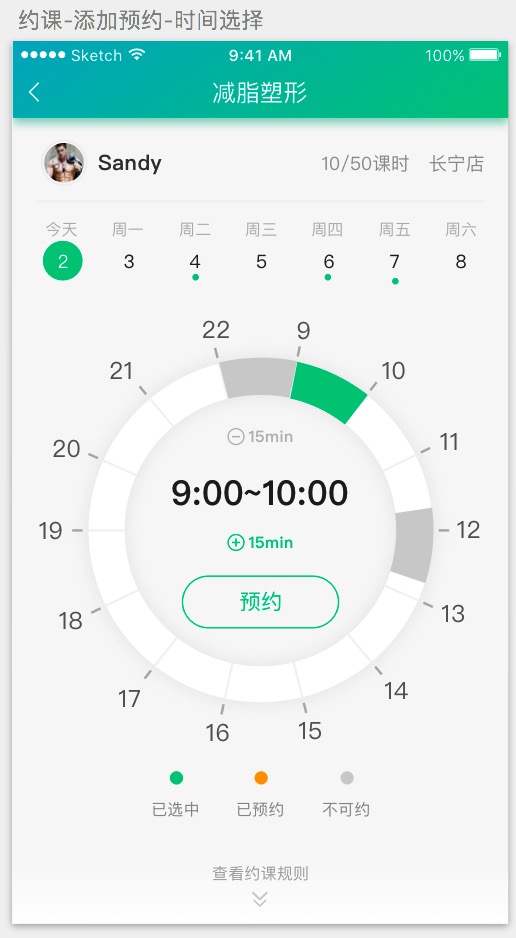 约课-添加预约-时间选择
Sketch 9:41 AM 100%
减脂塑形
Sandy 10/50课时 长宁店
今天 周一 周二 周三 周四 周五 周六
2 3 4 5 6 7 8
22 9
21 10
20 11
19 12
18 13
17 14
16 15
15min
9:00~10:00
15min
预约
已选中 已预约 不可约
查看约课规则